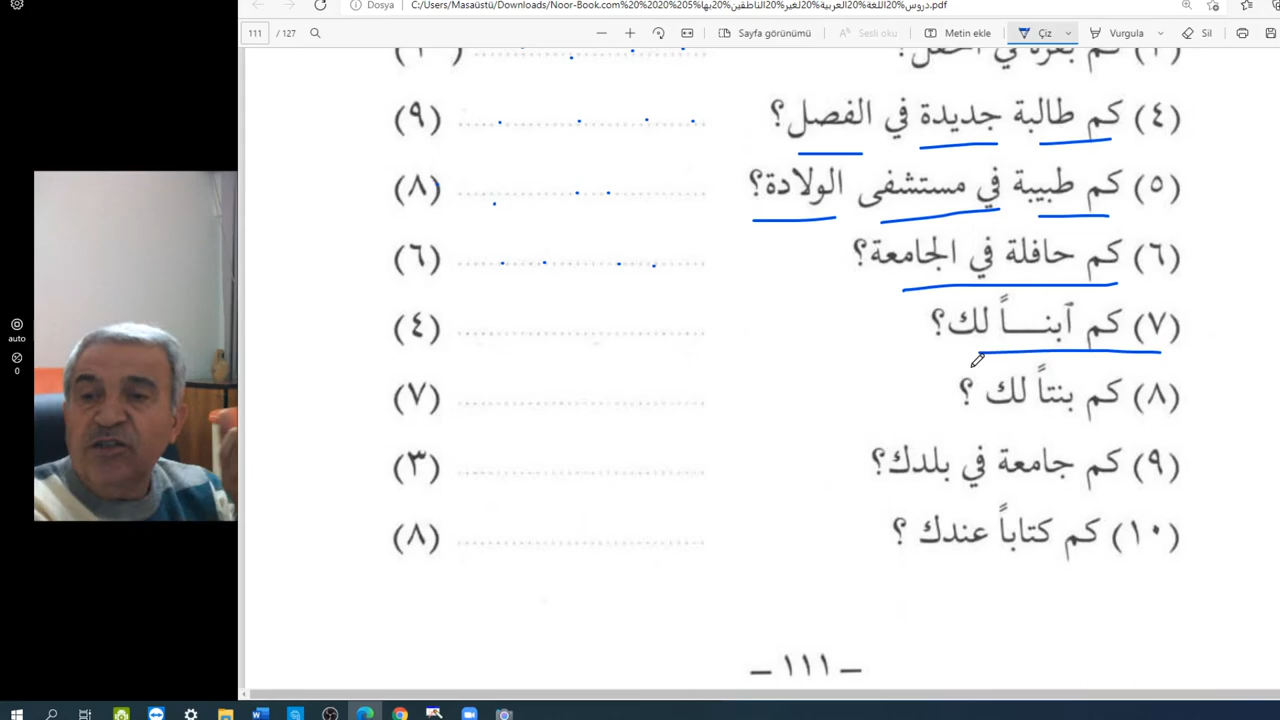 Dosya C:/Users/Masaüstü/Downloads/Noor-Book.com%20%2020%205%دروس%20اللغة%20العربية%20لغير%20الناطقين%20بها.pdf
111 / 127 Sayfa görünümü Sesli oku Metin ekle Çiz Vurgula Sil
(٤) كم طالبة جديدة في الفصل؟ (٩)
(٥) كم طبيبة في مستشفى الولادة؟ (٨)
(٦) كم حافلة في الجامعة؟ (٦)
(٧) كم ٱبنـــاً لك؟ (٤)
(٨) كم بنتاً لك ؟ (٧)
(٩) كم جامعة في بلدك؟ (٣)
(١٠) كم كتاباً عندك ؟ (٨)
– ١١١ –
auto
0